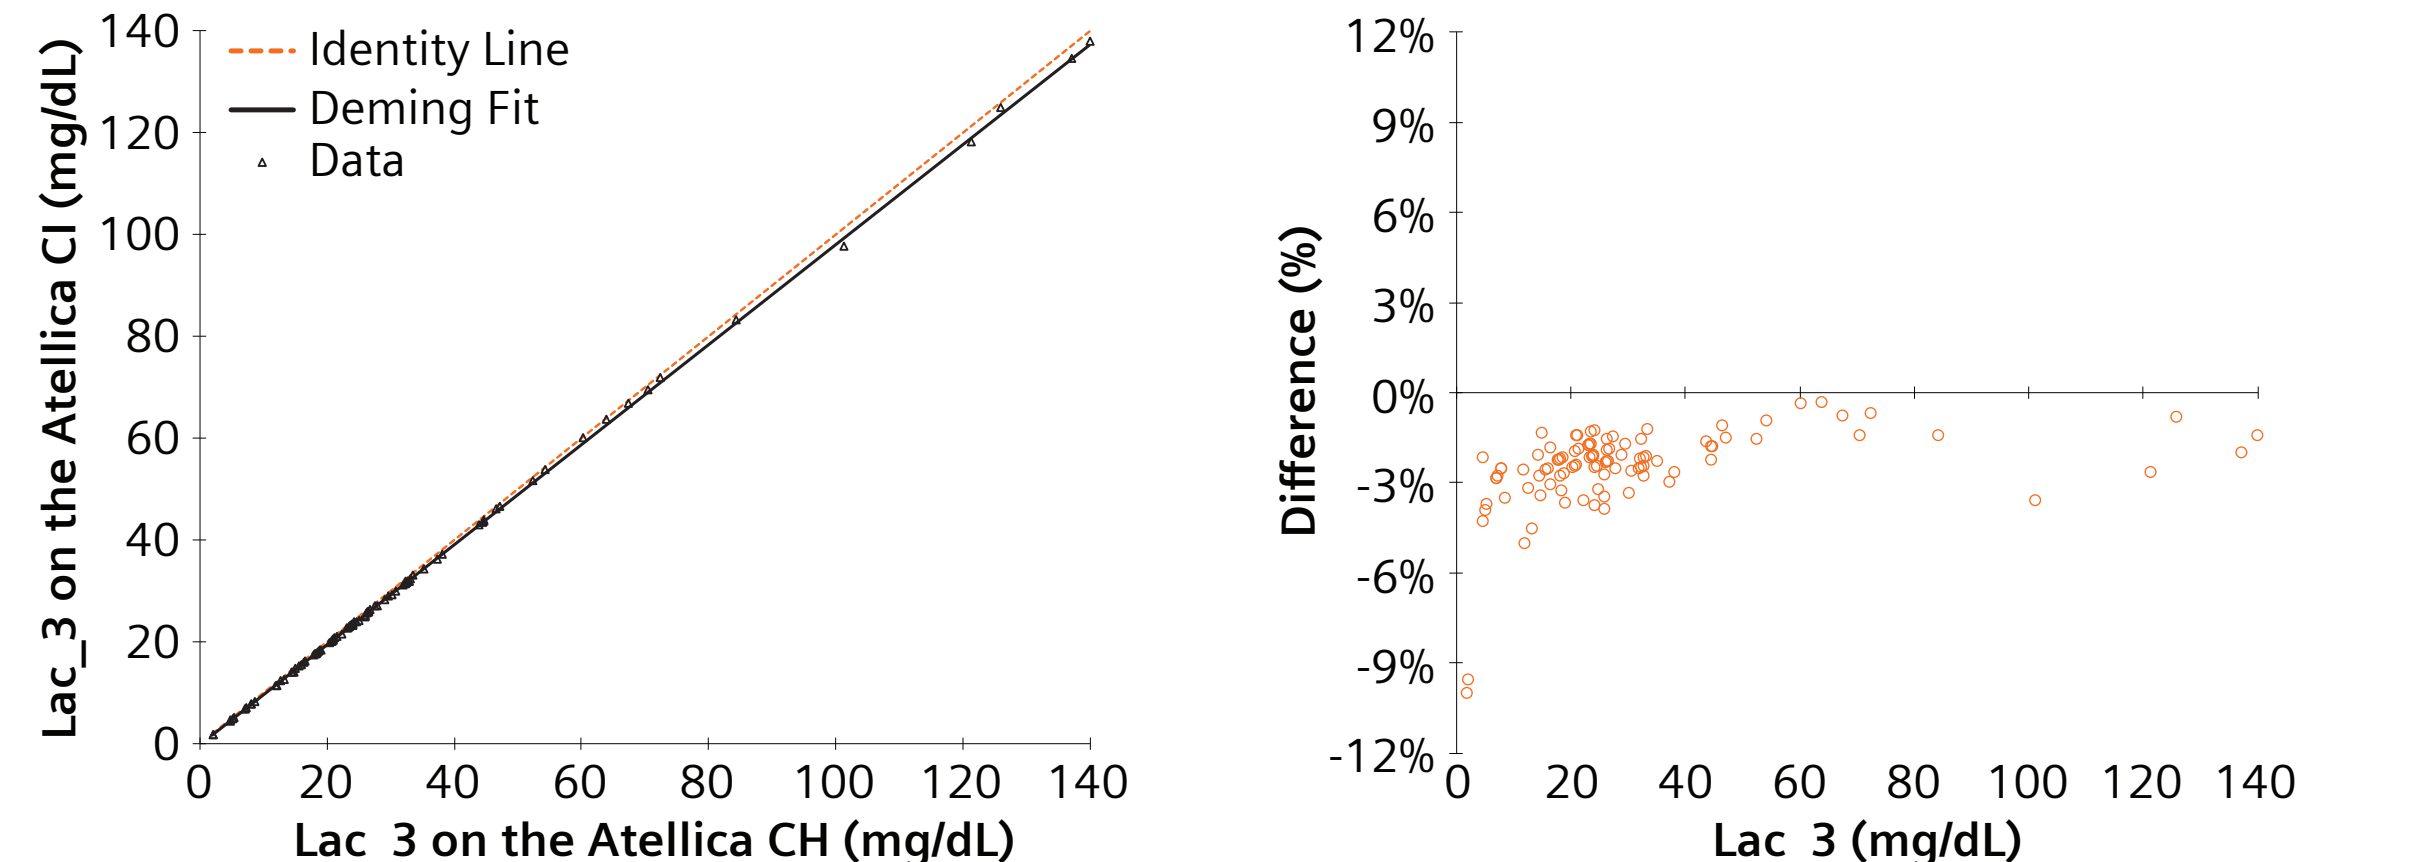 Lac_3 on the Atellica CI (mg/dL)
140
120
100
80
60
40
20
0
Identity Line
Deming Fit
Data
0 20 40 60 80 100 120 140
Lac 3 on the Atellica CH (mg/dL)
Difference (%)
12%
9%
6%
3%
0%
-3%
-6%
-9%
-12%
0 20 40 60 80 100 120 140
Lac 3 (mg/dL)